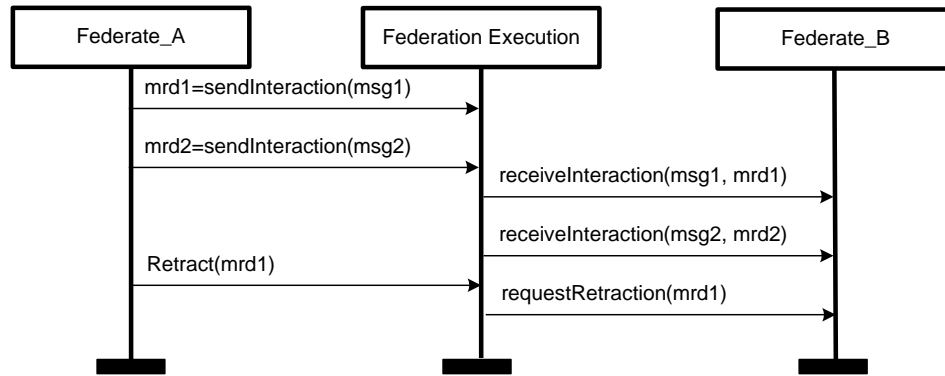 Federate_A
Federation Execution
Federate_B
mrd1=sendInteraction(msg1)
mrd2=sendInteraction(msg2)
receiveInteraction(msg1, mrd1)
receiveInteraction(msg2, mrd2)
Retract(mrd1)
requestRetraction(mrd1)